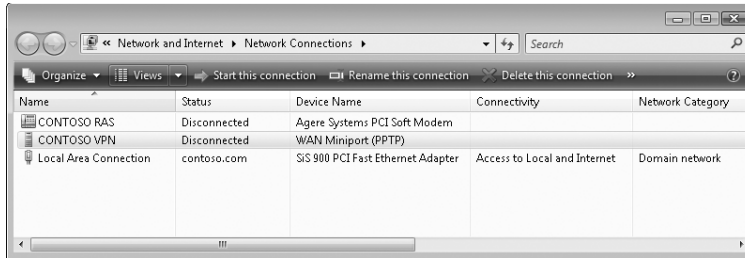 « Network and Internet ▸ Network Connections ▸ Search
Organize Views Start this connection Rename this connection Delete this connection »
Name Status Device Name Connectivity Network Category
CONTOSO RAS Disconnected Agere Systems PCI Soft Modem
CONTOSO VPN Disconnected WAN Miniport (PPTP)
Local Area Connection contoso.com SiS 900 PCI Fast Ethernet Adapter Access to Local and Internet Domain network